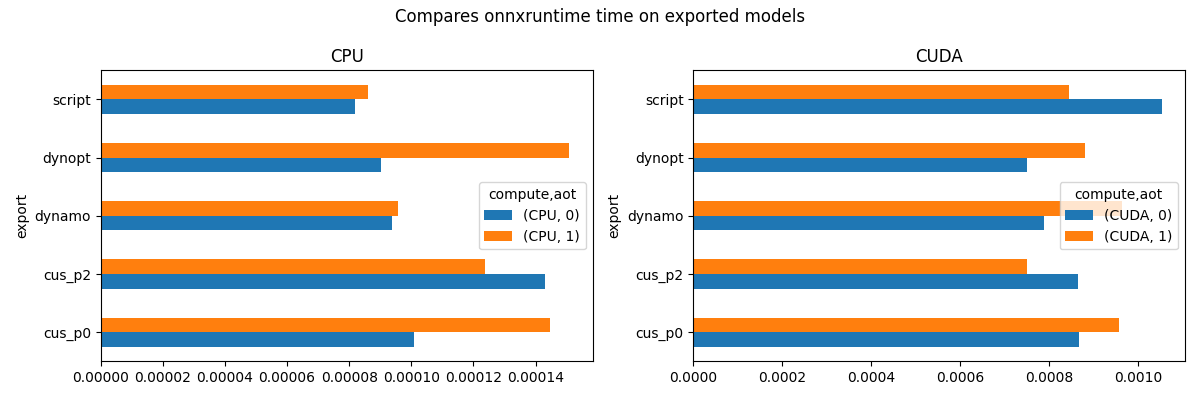 Compares onnxruntime time on exported models
CPU
export
script
dynopt
dynamo
cus_p2
cus_p0
compute,aot
(CPU, 0)
(CPU, 1)
0.00000 0.00002 0.00004 0.00006 0.00008 0.00010 0.00012 0.00014
CUDA
export
script
dynopt
dynamo
cus_p2
cus_p0
compute,aot
(CUDA, 0)
(CUDA, 1)
0.0000 0.0002 0.0004 0.0006 0.0008 0.0010